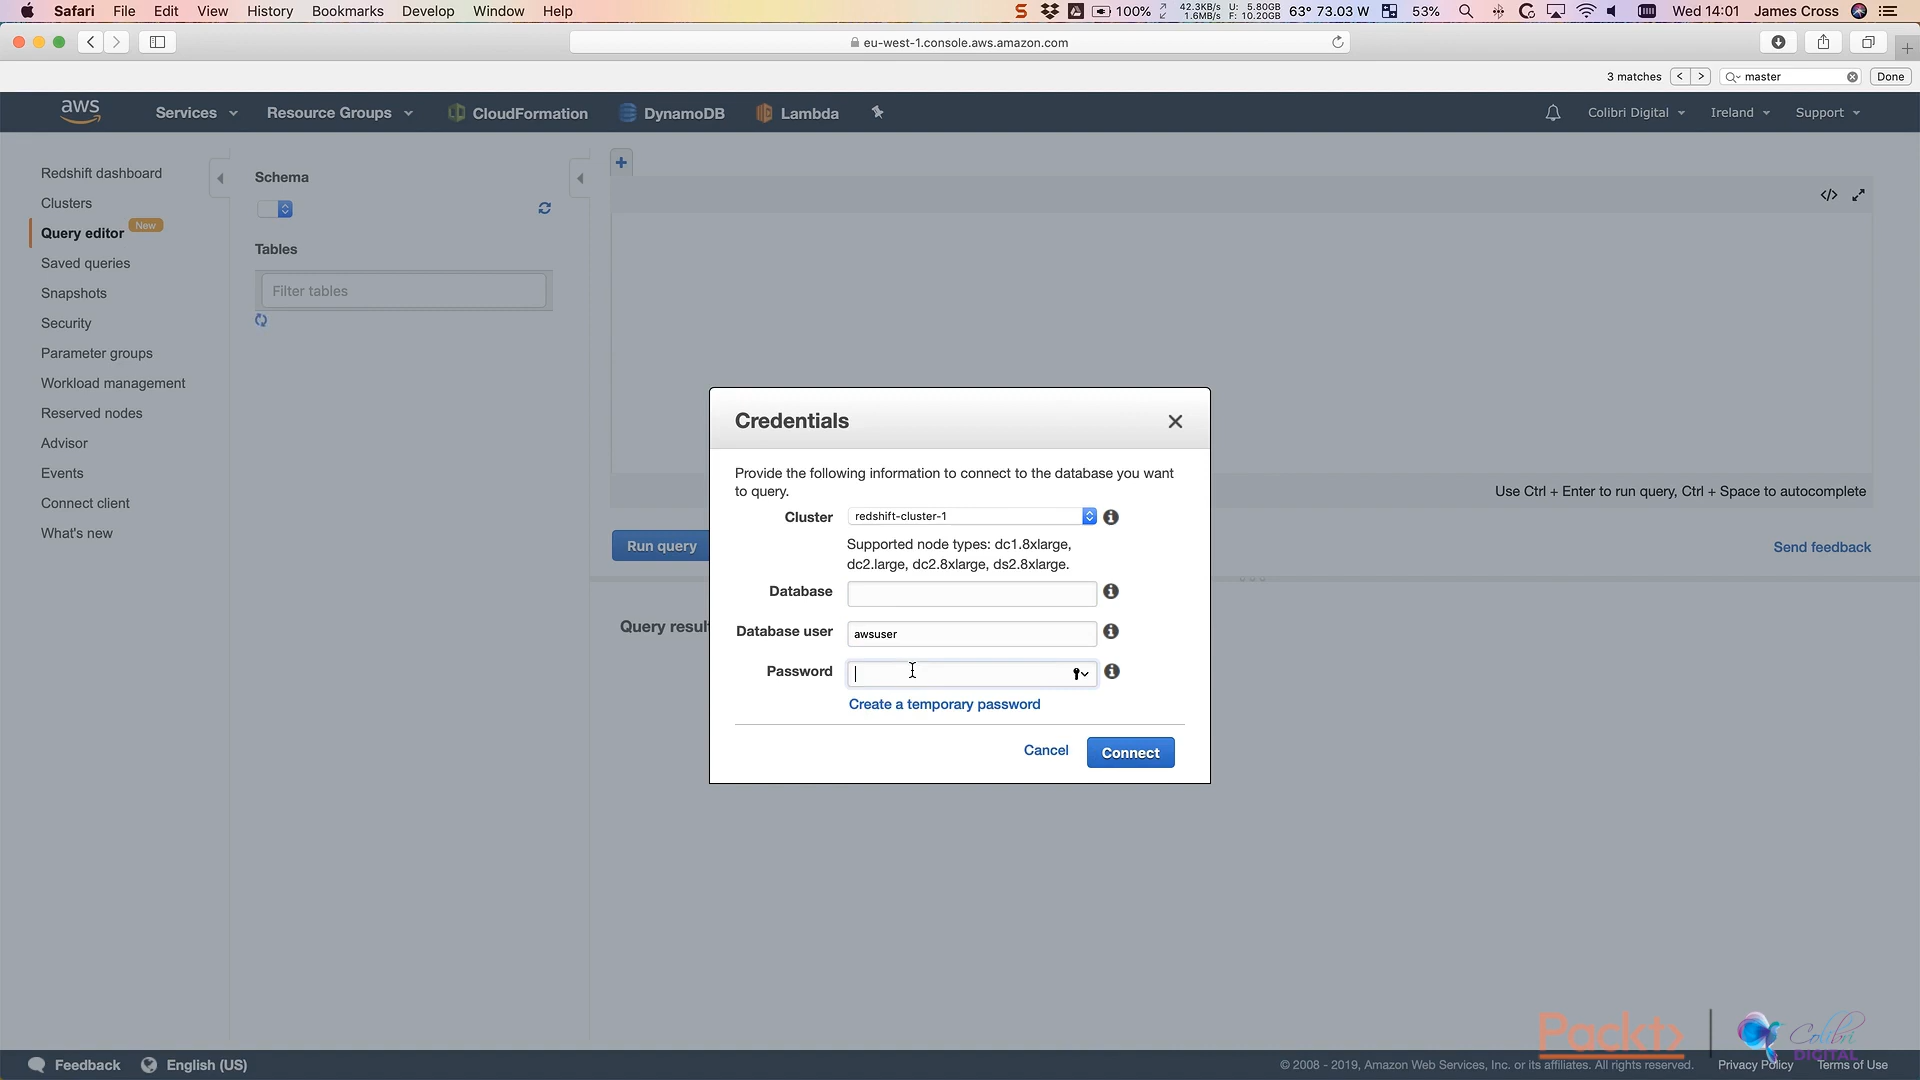 Safari File Edit View History Bookmarks Develop Window Help
100% 42.3KB/s 1.6MB/s U: 5.80GB F: 10.20GB 63° 73.03 W 53% Wed 14:01 James Cross
eu-west-1.console.aws.amazon.com
3 matches master Done
aws Services Resource Groups CloudFormation DynamoDB Lambda Colibri Digital Ireland Support
Redshift dashboard
Clusters
Query editor New
Saved queries
Snapshots
Security
Parameter groups
Workload management
Reserved nodes
Advisor
Events
Connect client
What's new
Schema
Tables
Filter tables
Use Ctrl + Enter to run query, Ctrl + Space to autocomplete
Run query
Send feedback
Query resul
Credentials
Provide the following information to connect to the database you want
to query.
Cluster redshift-cluster-1
Supported node types: dc1.8xlarge,
dc2.large, dc2.8xlarge, ds2.8xlarge.
Database
Database user awsuser
Password
Create a temporary password
Cancel Connect
Packt
Colibri
DIGITAL
Feedback English (US)
© 2008 - 2019, Amazon Web Services, Inc. or its affiliates. All rights reserved. Privacy Policy Terms of Use